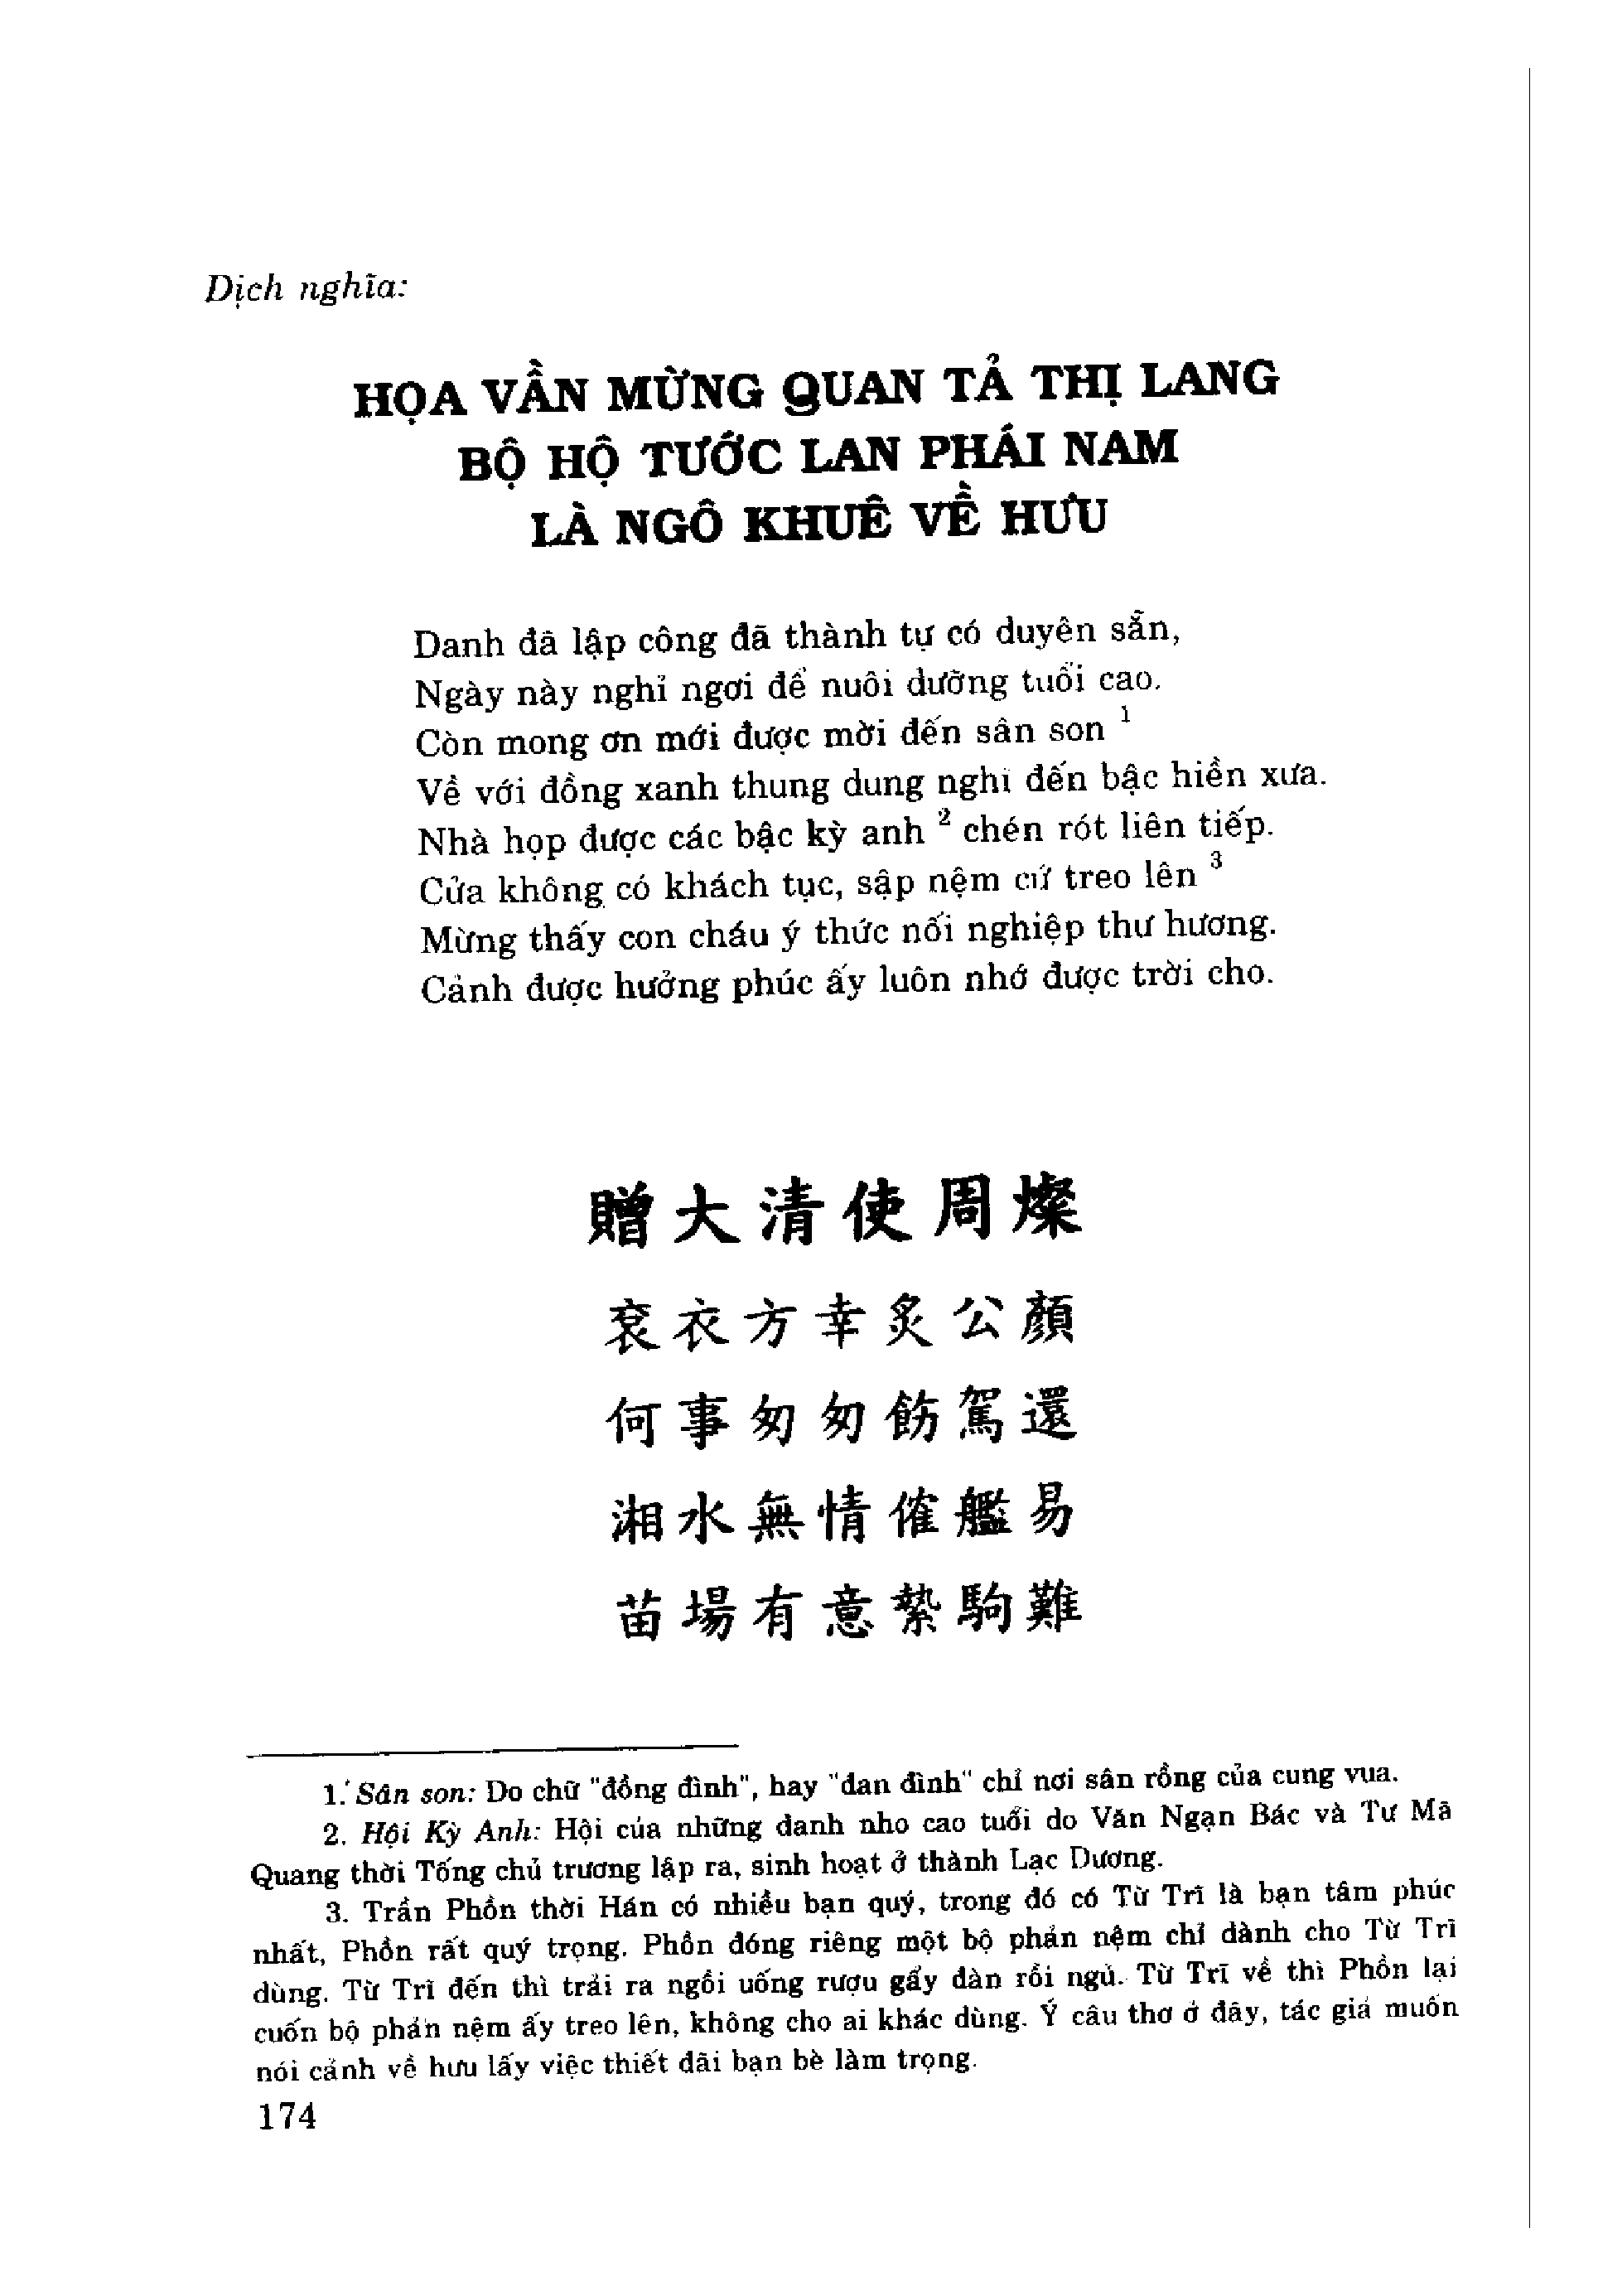 Dịch nghĩa:
HỌA VẦN MỪNG QUAN TẢ THỊ LANG
BỘ HỘ TƯỚC LAN PHÁI NAM
LÀ NGÔ KHUÊ VỀ HƯU
Danh đã lập công đã thành tự có duyên sẵn,
Ngày này nghỉ ngơi để nuôi dưỡng tuổi cao.
Còn mong ơn mới được mời đến sân son ¹
Về với đồng xanh thung dung nghĩ đến bậc hiền xưa.
Nhà họp được các bậc kỳ anh ² chén rót liên tiếp.
Cửa không có khách tục, sập nệm cứ treo lên ³
Mừng thấy con cháu ý thức nối nghiệp thư hương.
Cảnh được hưởng phúc ấy luôn nhớ được trời cho.
贈大清使周燦
袞衣方幸炙公顏
何事匆匆飭駕還
湘水無情催艦易
苗場有意縶駒難
1. Sân son: Do chữ "đồng đình", hay "đan đình" chỉ nơi sân rồng của cung vua.
2. Hội Kỳ Anh: Hội của những danh nho cao tuổi do Văn Ngạn Bác và Tư Mã
Quang thời Tống chủ trương lập ra, sinh hoạt ở thành Lạc Dương.
3. Trần Phồn thời Hán có nhiều bạn quý, trong đó có Từ Trĩ là bạn tâm phúc
nhất, Phồn rất quý trọng. Phồn đóng riêng một bộ phản nệm chỉ dành cho Từ Trĩ
dùng. Từ Trĩ đến thì trải ra ngồi uống rượu gẩy đàn rồi ngủ. Từ Trĩ về thì Phồn lại
cuốn bộ phản nệm ấy treo lên, không cho ai khác dùng. Ý câu thơ ở đây, tác giả muốn
nói cảnh về hưu lấy việc thiết đãi bạn bè làm trọng.
174